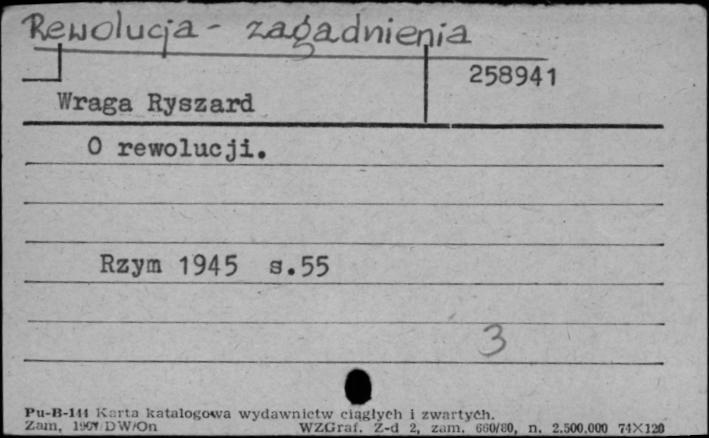 Rewolucja - zagadnienia
258941
Wraga Ryszard
O rewolucji.
Rzym 1945 s.55
3
Pu-B-144 Karta katalogowa wydawnictw ciągłych i zwartych.
Zam. DW/On WZGraf. Z-d 2, zam. 660/80, n. 2.500.000 74X120